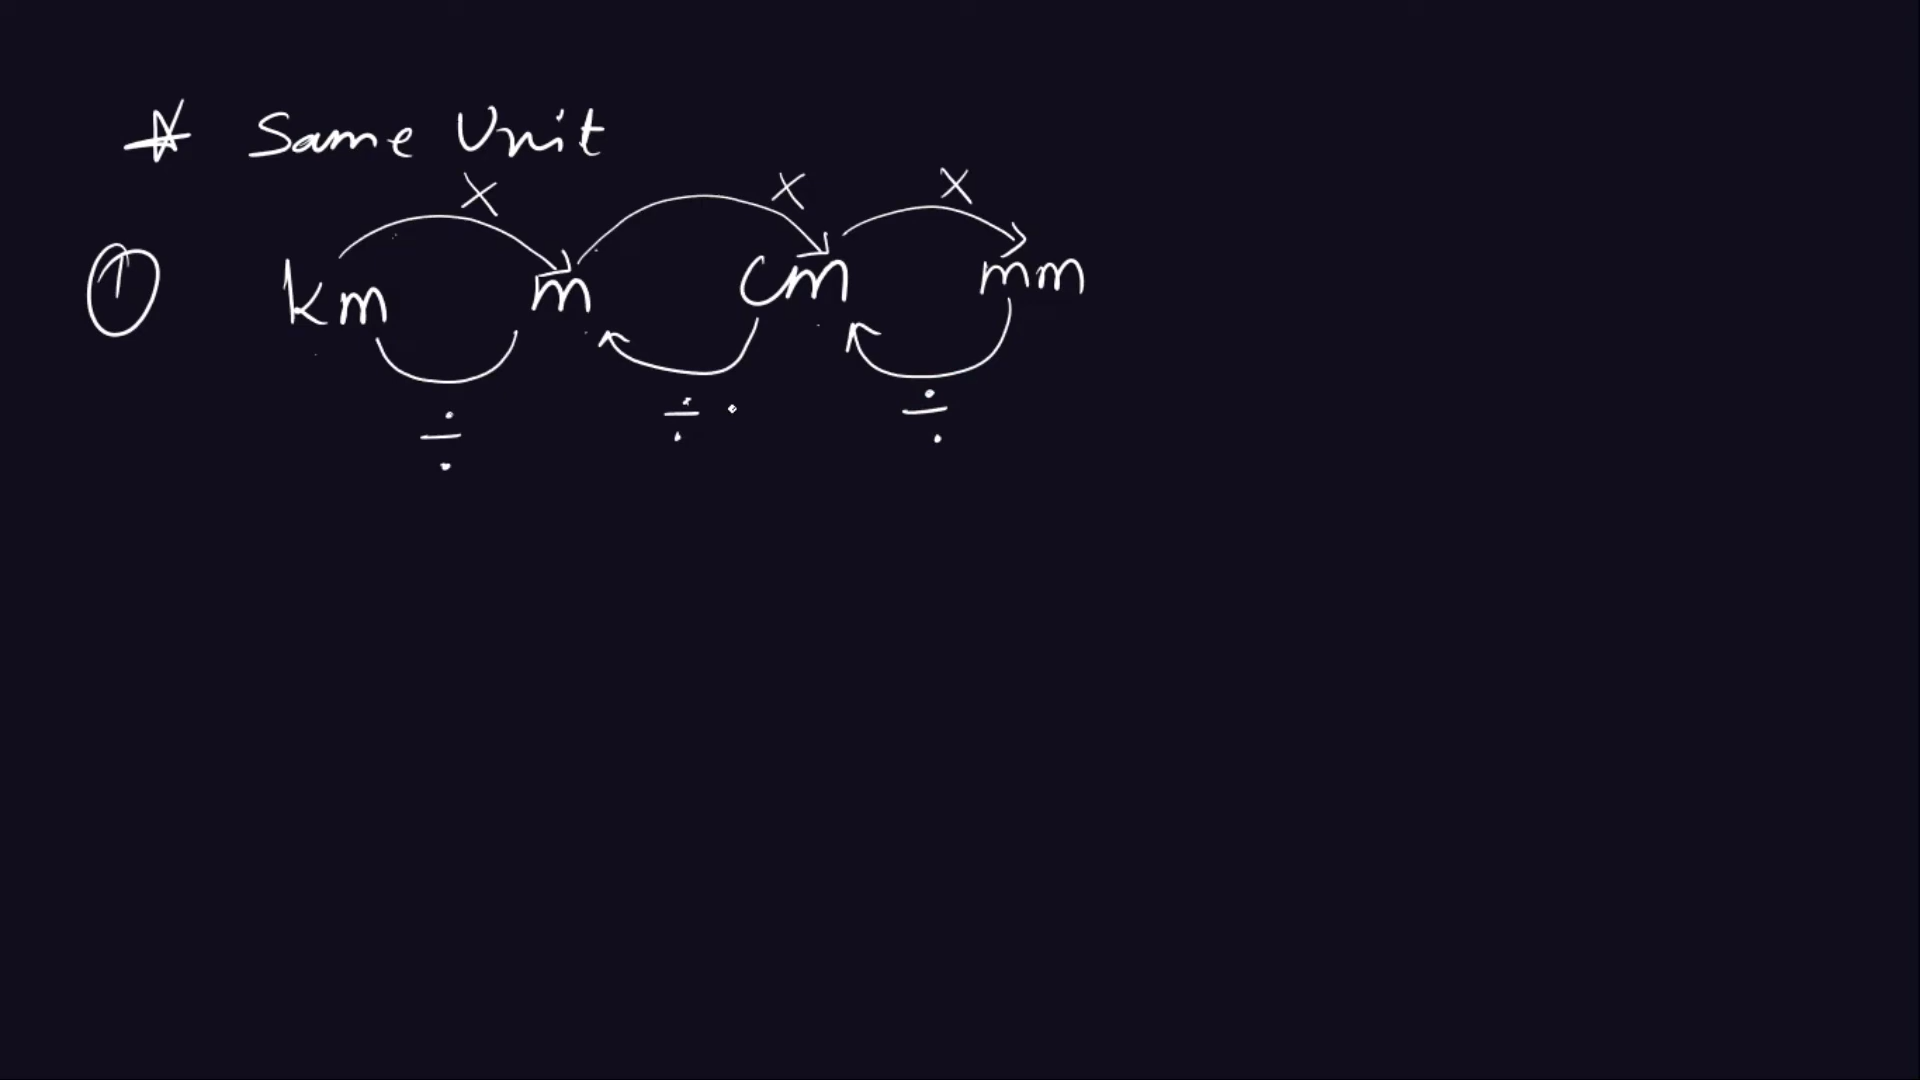 * Same Unit
× × ×
① km m cm mm
÷ ÷ ÷